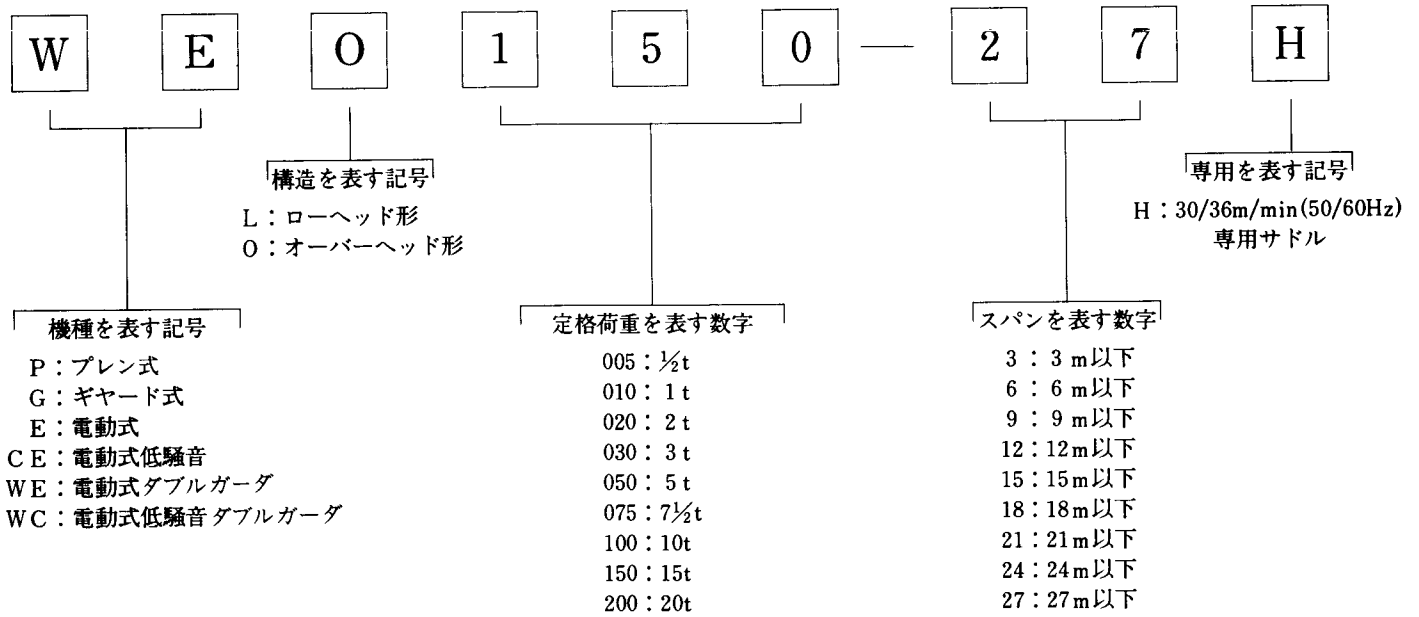 W E O 1 5 0 — 2 7 H
構造を表す記号
L：ローヘッド形
O：オーバーヘッド形
専用を表す記号
H：30/36m/min(50/60Hz)
専用サドル
機種を表す記号
P：プレン式
G：ギヤード式
E：電動式
CE：電動式低騒音
WE：電動式ダブルガーダ
WC：電動式低騒音ダブルガーダ
定格荷重を表す数字
005：½t
010：1t
020：2t
030：3t
050：5t
075：7½t
100：10t
150：15t
200：20t
スパンを表す数字
3：3m以下
6：6m以下
9：9m以下
12：12m以下
15：15m以下
18：18m以下
21：21m以下
24：24m以下
27：27m以下